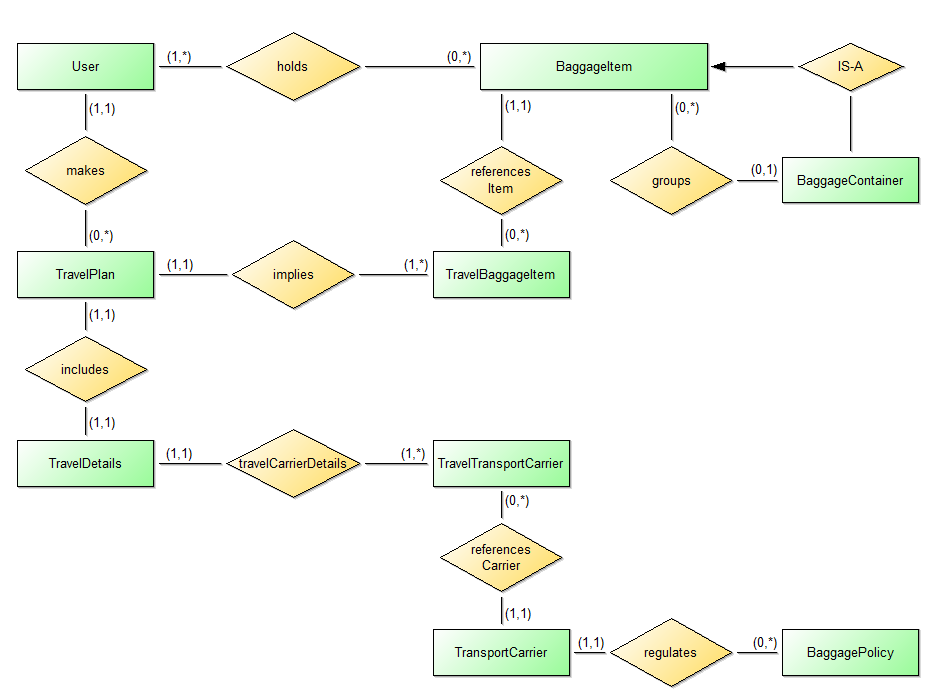 (1,*)
(0,*)
User
holds
BaggageItem
IS-A
(1,1)
(1,1)
(0,*)
makes
references
Item
groups
(0,1)
BaggageContainer
(0,*)
(0,*)
(1,1)
(1,*)
TravelPlan
implies
TravelBaggageItem
(1,1)
includes
(1,1)
(1,1)
(1,*)
TravelDetails
travelCarrierDetails
TravelTransportCarrier
(0,*)
references
Carrier
(1,1)
(1,1)
(0,*)
TransportCarrier
regulates
BaggagePolicy